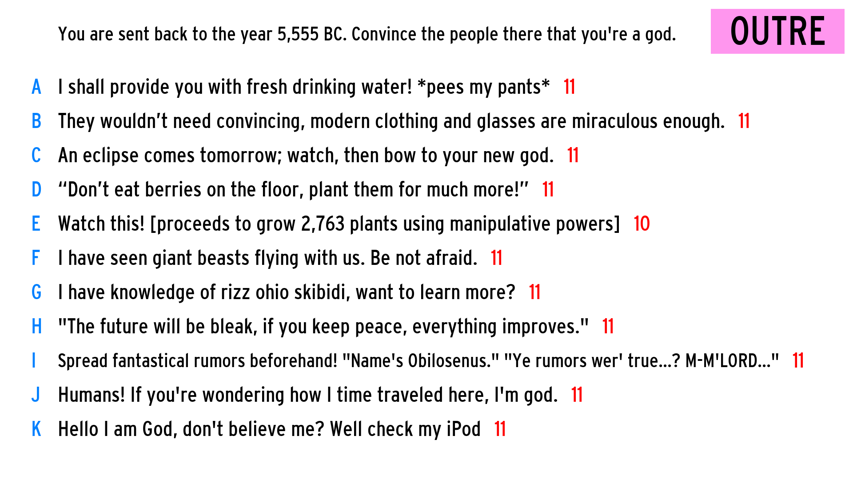 You are sent back to the year 5,555 BC. Convince the people there that you're a god.
OUTRE
A I shall provide you with fresh drinking water! *pees my pants* 11
B They wouldn’t need convincing, modern clothing and glasses are miraculous enough. 11
C An eclipse comes tomorrow; watch, then bow to your new god. 11
D “Don’t eat berries on the floor, plant them for much more!” 11
E Watch this! [proceeds to grow 2,763 plants using manipulative powers] 10
F I have seen giant beasts flying with us. Be not afraid. 11
G I have knowledge of rizz ohio skibidi, want to learn more? 11
H "The future will be bleak, if you keep peace, everything improves." 11
I Spread fantastical rumors beforehand! "Name's Obilosenus." "Ye rumors wer' true...? M-M'LORD..." 11
J Humans! If you're wondering how I time traveled here, I'm god. 11
K Hello I am God, don't believe me? Well check my iPod 11